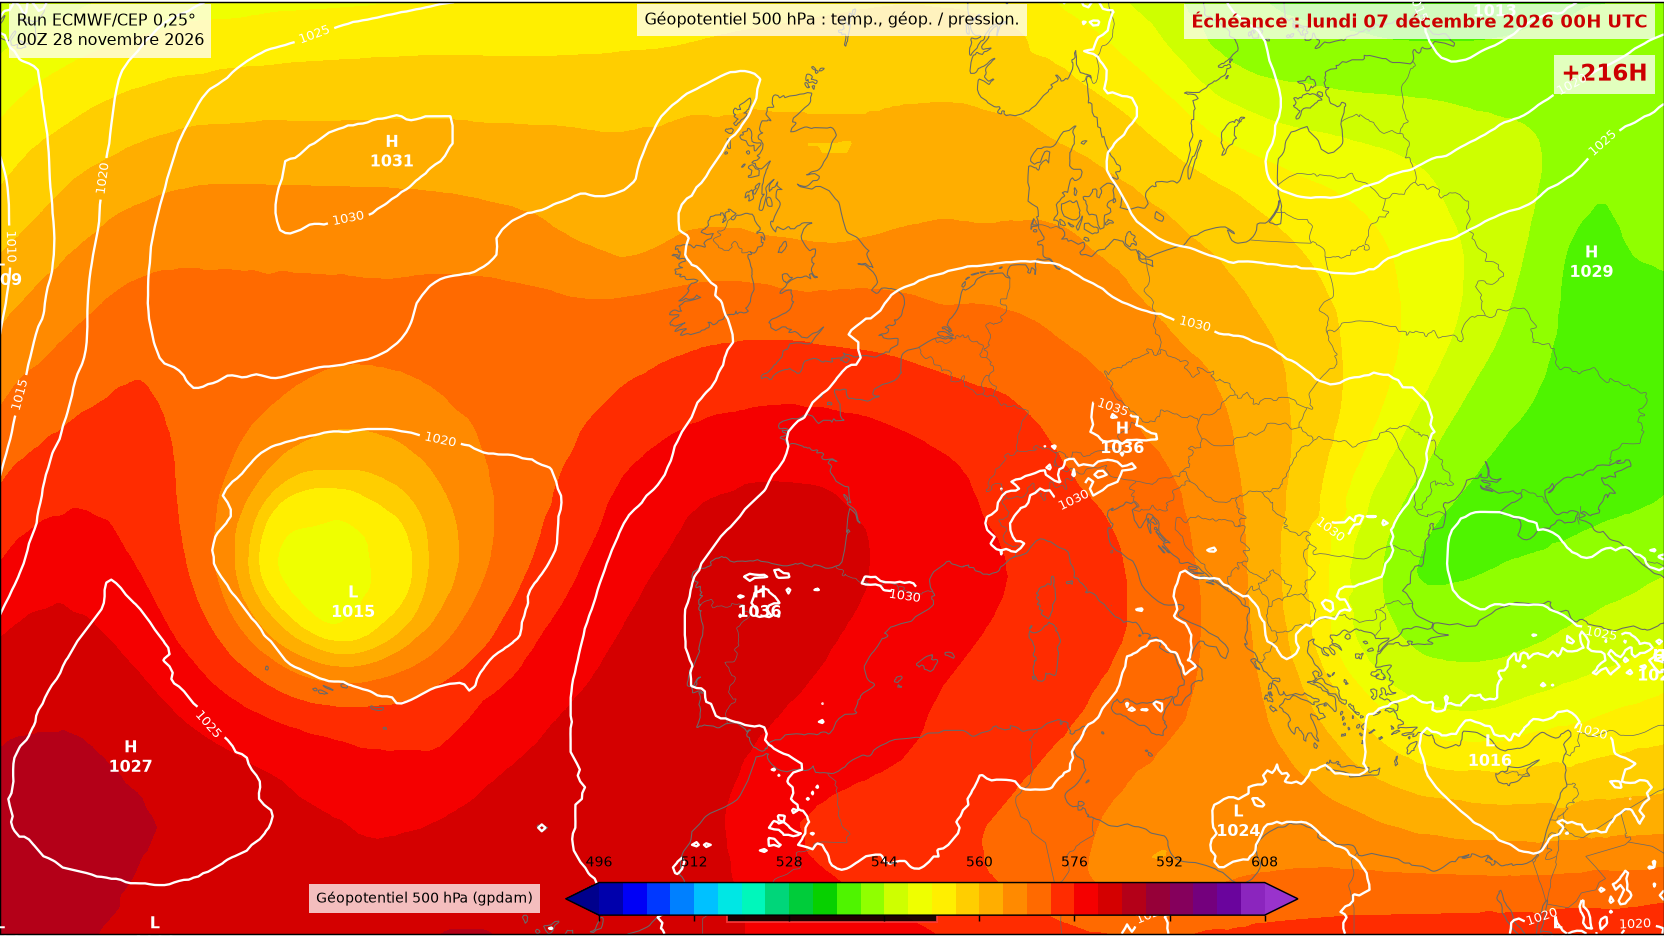 Run ECMWF/CEP 0,25°
00Z 28 novembre 2026
Géopotentiel 500 hPa : temp., géop. / pression.
Échéance : lundi 07 décembre 2026 00H UTC
+216H
1013
1025
1025
H
1031
1020
1030
1010
09
H
1029
1015
1030
1020
1035
H
1036
1030
1030
L
1015
H
1036
1030
1025
1025
H
1027
L
1016
1020
L
1024
496 512 528 544 560 576 592 608
Géopotentiel 500 hPa (gpdam)
L
1020
L
1020